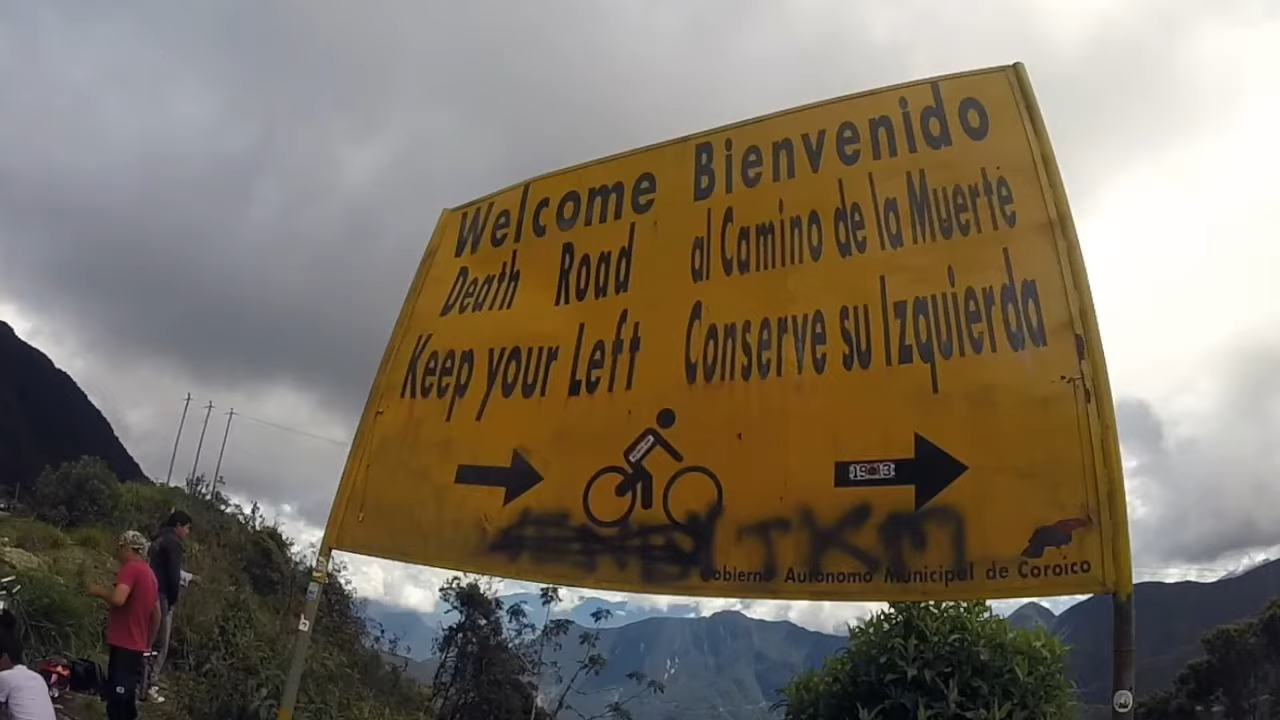 Welcome Bienvenido
Death Road al Camino de la Muerte
Keep your Left Conserve su Izquierda
1913
JKM
Gobierno Autonomo Municipal de Coroico